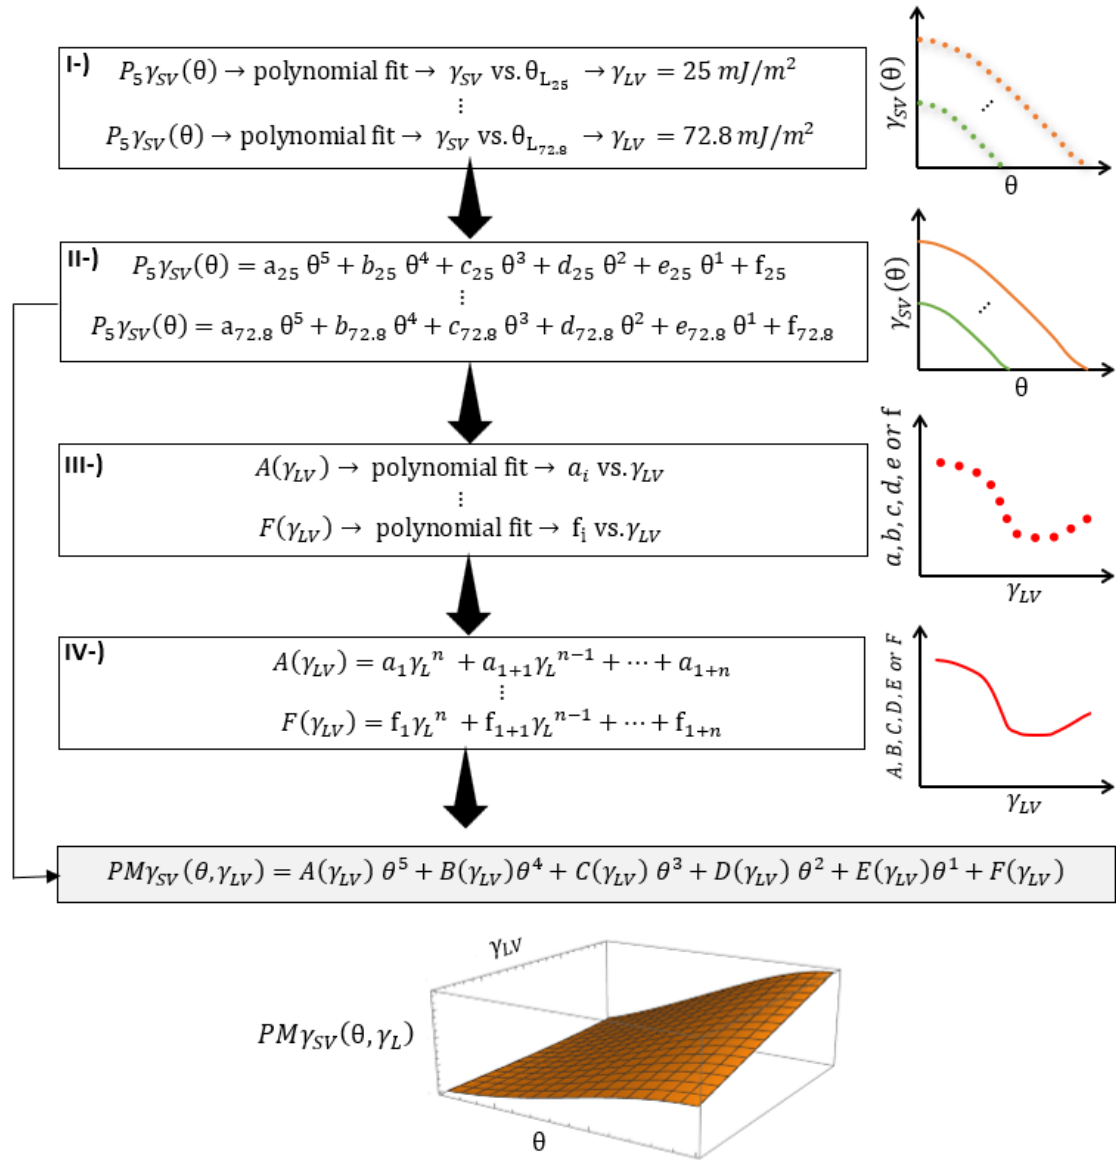 I-)
P₅γ_SV(θ) → polynomial fit → γ_SV vs. θ_L₂₅ → γ_LV = 25 mJ/m²
⋮
P₅γ_SV(θ) → polynomial fit → γ_SV vs. θ_L₇₂.₈ → γ_LV = 72.8 mJ/m²
γ_SV(θ)
⋯
θ
II-)
P₅γ_SV(θ) = a₂₅ θ⁵ + b₂₅ θ⁴ + c₂₅ θ³ + d₂₅ θ² + e₂₅ θ¹ + f₂₅
⋮
P₅γ_SV(θ) = a₇₂.₈ θ⁵ + b₇₂.₈ θ⁴ + c₇₂.₈ θ³ + d₇₂.₈ θ² + e₇₂.₈ θ¹ + f₇₂.₈
γ_SV(θ)
⋯
θ
III-)
A(γ_LV) → polynomial fit → a_i vs. γ_LV
⋮
F(γ_LV) → polynomial fit → f_i vs. γ_LV
a, b, c, d, e or f
γ_LV
IV-)
A(γ_LV) = a₁γ_L^n + a₁₊₁γ_L^(n−1) + ⋯ + a₁₊ₙ
⋮
F(γ_LV) = f₁γ_L^n + f₁₊₁γ_L^(n−1) + ⋯ + f₁₊ₙ
A, B, C, D, E or F
γ_LV
PMγ_SV(θ, γ_LV) = A(γ_LV) θ⁵ + B(γ_LV)θ⁴ + C(γ_LV) θ³ + D(γ_LV) θ² + E(γ_LV)θ¹ + F(γ_LV)
γ_LV
PMγ_SV(θ, γ_L)
θ